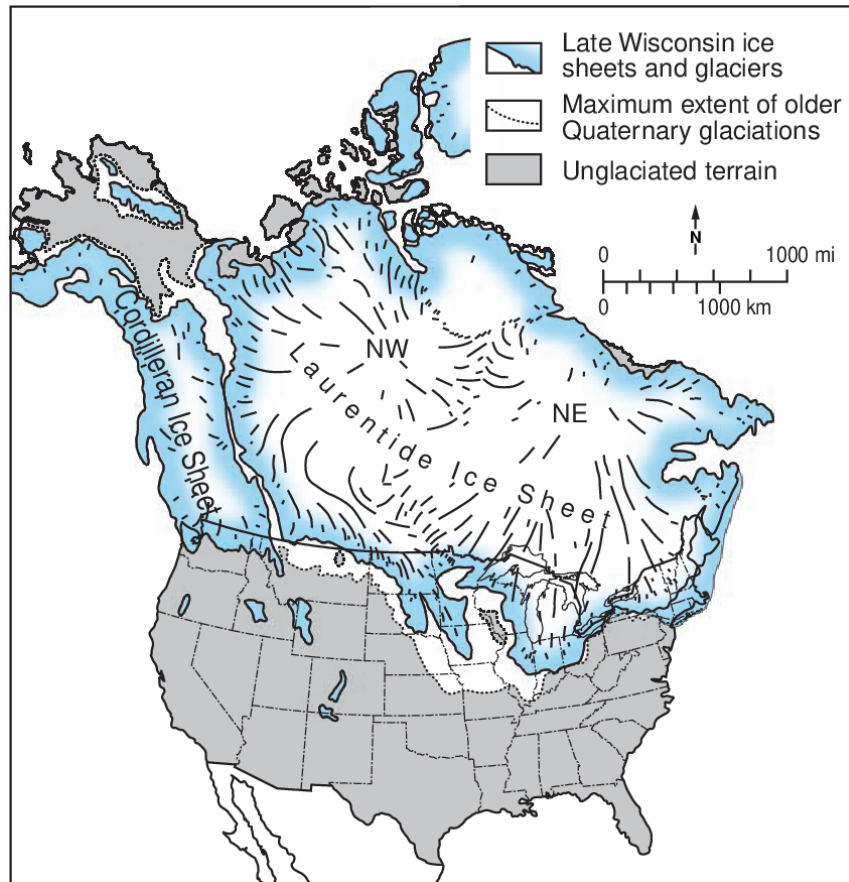 Late Wisconsin ice
sheets and glaciers
Maximum extent of older
Quaternary glaciations
Unglaciated terrain
N
0 1000 mi
0 1000 km
Cordilleran Ice Sheet
NW
NE
Laurentide Ice Sheet